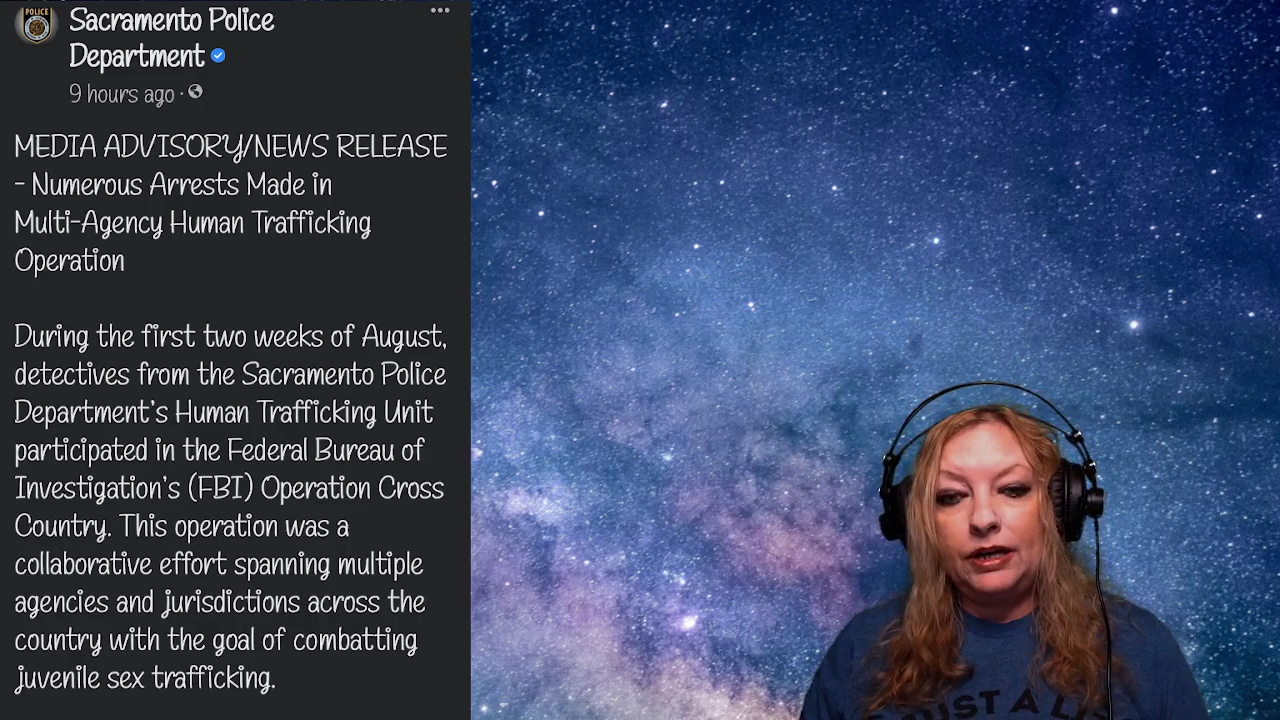 POLICE
Sacramento Police
Department
9 hours ago ·
MEDIA ADVISORY/NEWS RELEASE
- Numerous Arrests Made in
Multi-Agency Human Trafficking
Operation
During the first two weeks of August,
detectives from the Sacramento Police
Department's Human Trafficking Unit
participated in the Federal Bureau of
Investigation's (FBI) Operation Cross
Country. This operation was a
collaborative effort spanning multiple
agencies and jurisdictions across the
country with the goal of combatting
juvenile sex trafficking.
JUST A